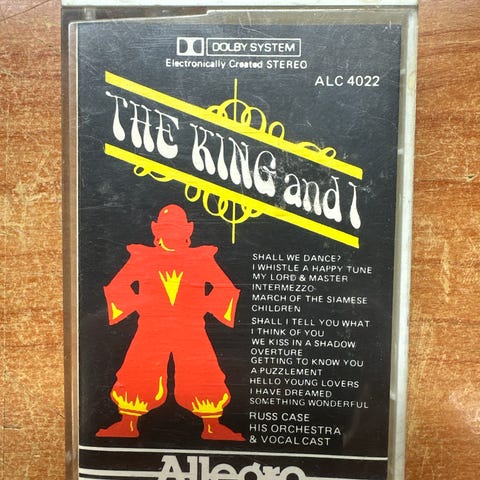 DOLBY SYSTEM
Electronically Created STEREO
ALC 4022
THE KING and I
SHALL WE DANCE?
I WHISTLE A HAPPY TUNE
MY LORD & MASTER
INTERMEZZO
MARCH OF THE SIAMESE
CHILDREN
SHALL I TELL YOU WHAT
I THINK OF YOU
WE KISS IN A SHADOW
OVERTURE
GETTING TO KNOW YOU
A PUZZLEMENT
HELLO YOUNG LOVERS
I HAVE DREAMED
SOMETHING WONDERFUL
RUSS CASE
HIS ORCHESTRA
& VOCAL CAST
Allegro